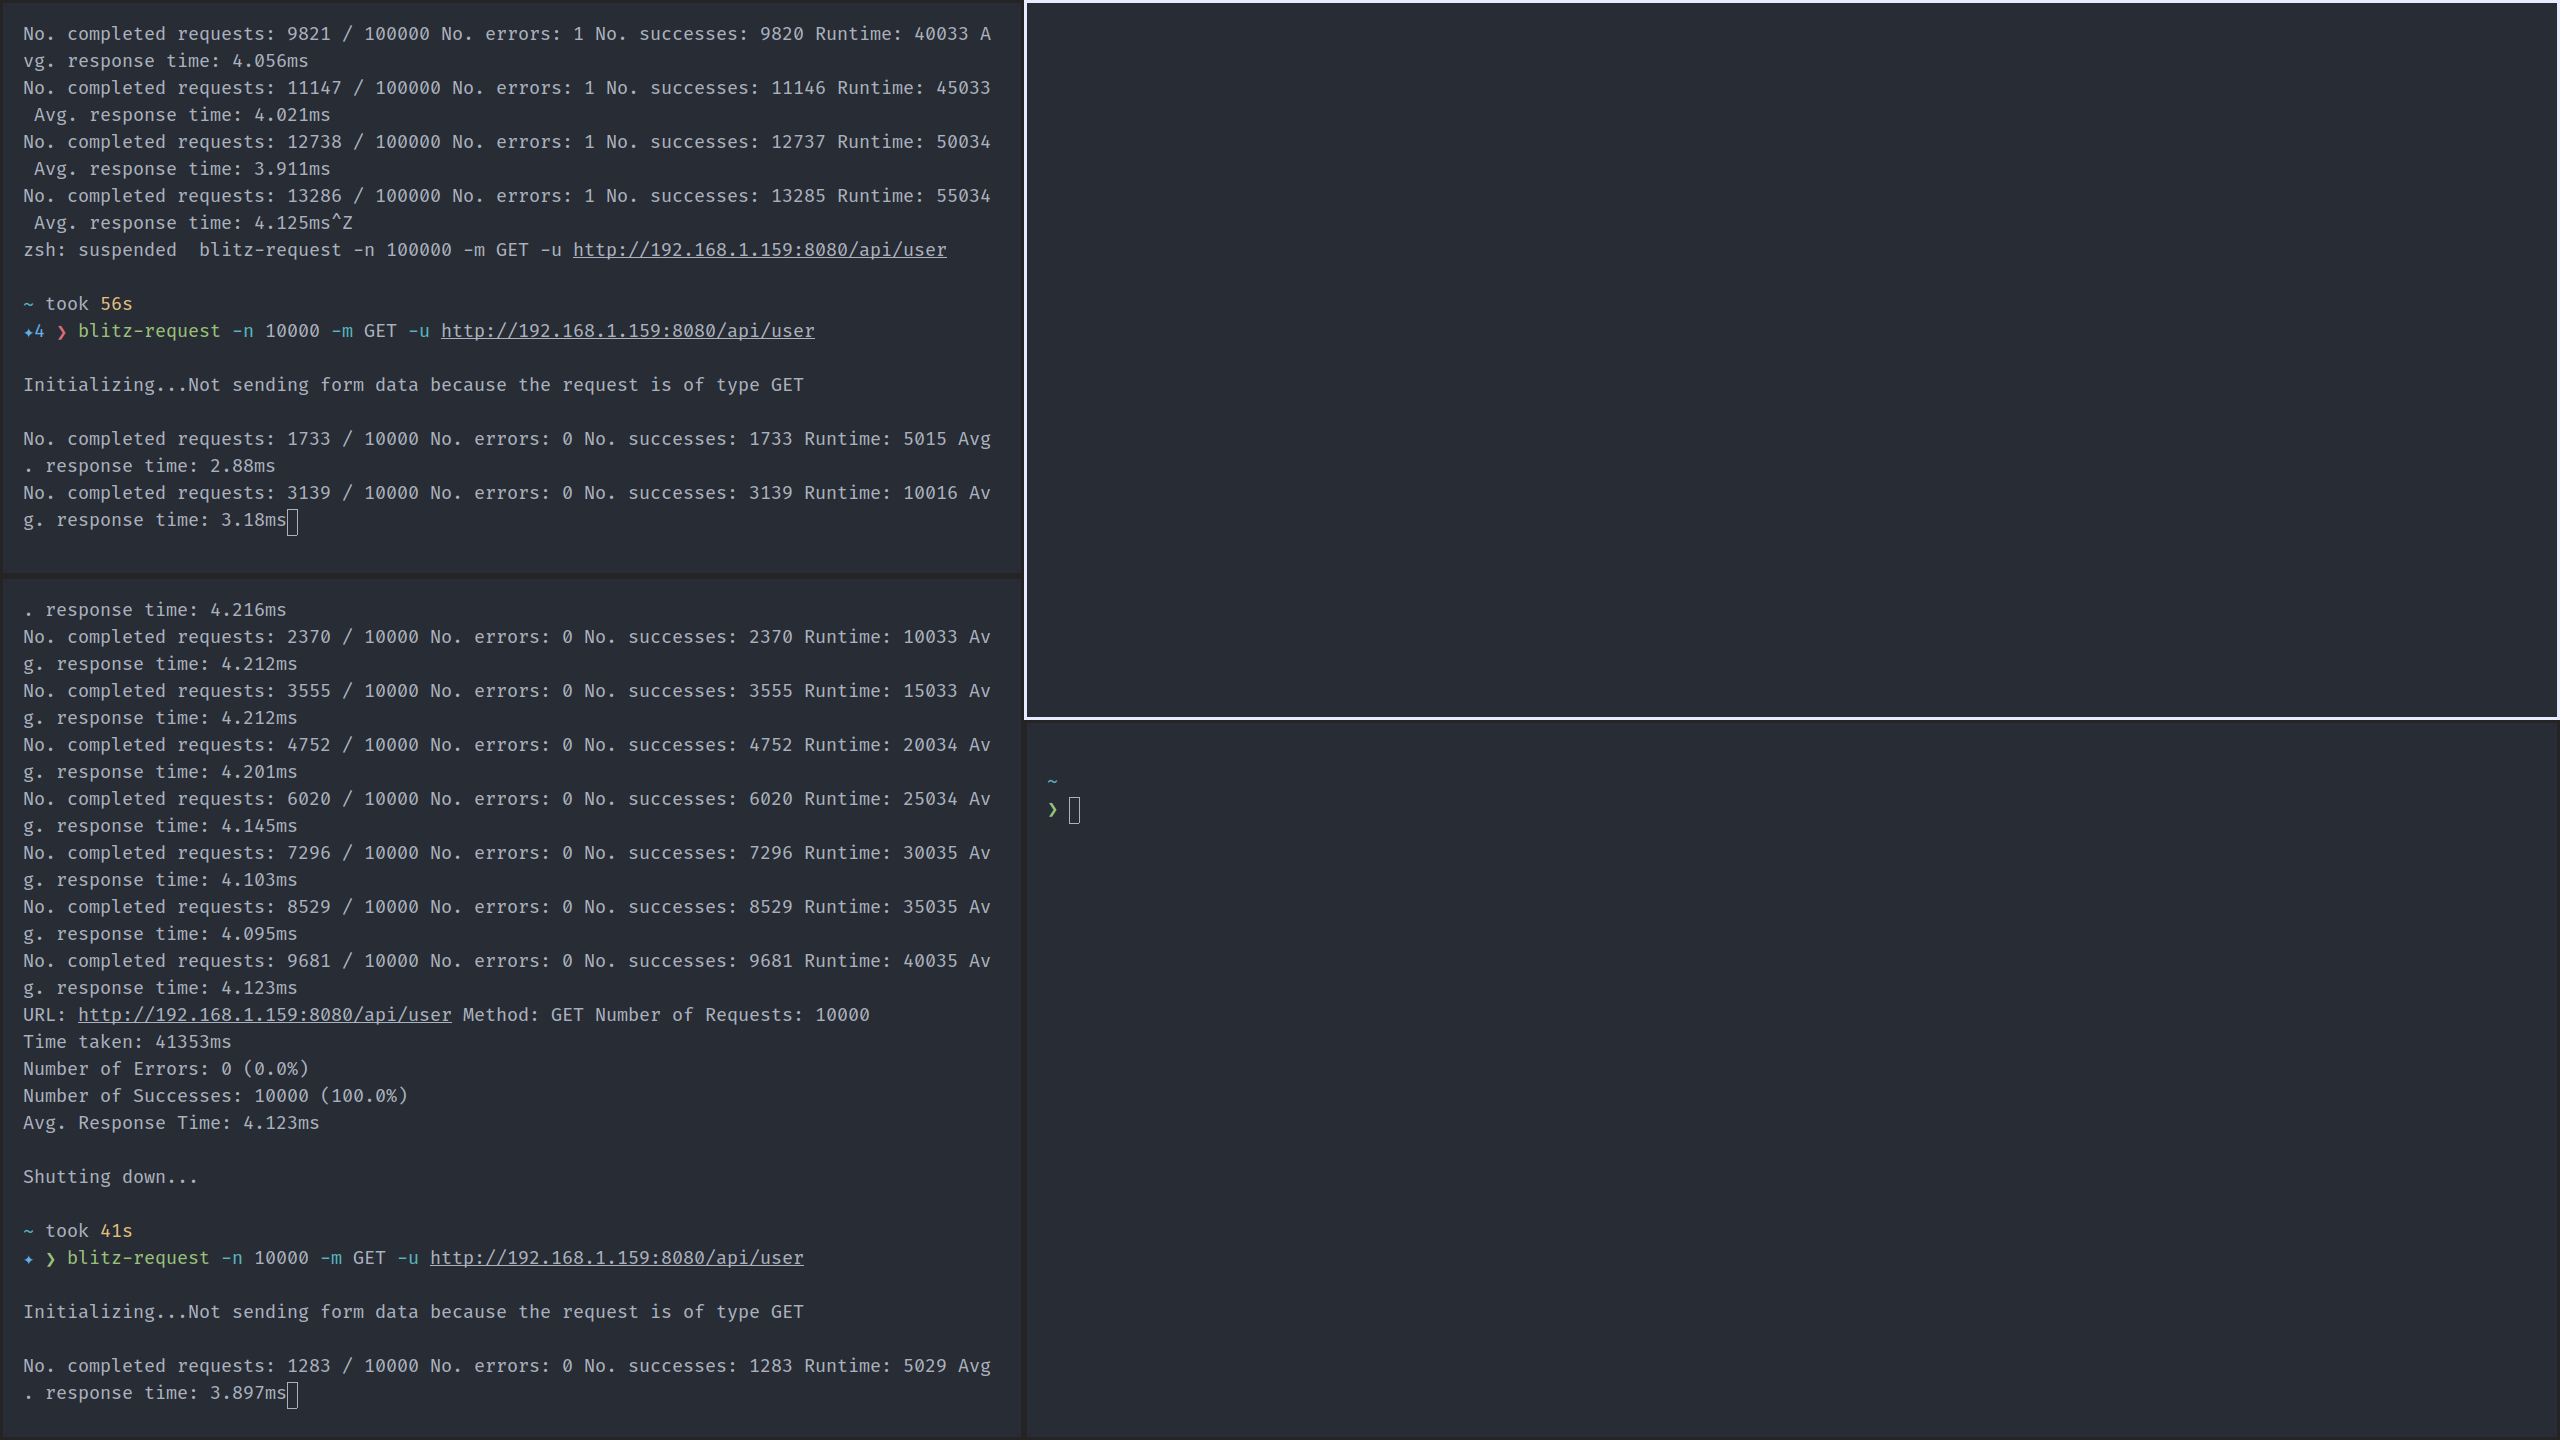 No. completed requests: 9821 / 100000 No. errors: 1 No. successes: 9820 Runtime: 40033 A
vg. response time: 4.056ms
No. completed requests: 11147 / 100000 No. errors: 1 No. successes: 11146 Runtime: 45033
 Avg. response time: 4.021ms
No. completed requests: 12738 / 100000 No. errors: 1 No. successes: 12737 Runtime: 50034
 Avg. response time: 3.911ms
No. completed requests: 13286 / 100000 No. errors: 1 No. successes: 13285 Runtime: 55034
 Avg. response time: 4.125ms^Z
zsh: suspended  blitz-request -n 100000 -m GET -u http://192.168.1.159:8080/api/user
~ took 56s
✦4 ❯ blitz-request -n 10000 -m GET -u http://192.168.1.159:8080/api/user
Initializing...Not sending form data because the request is of type GET
No. completed requests: 1733 / 10000 No. errors: 0 No. successes: 1733 Runtime: 5015 Avg
. response time: 2.88ms
No. completed requests: 3139 / 10000 No. errors: 0 No. successes: 3139 Runtime: 10016 Av
g. response time: 3.18ms
. response time: 4.216ms
No. completed requests: 2370 / 10000 No. errors: 0 No. successes: 2370 Runtime: 10033 Av
g. response time: 4.212ms
No. completed requests: 3555 / 10000 No. errors: 0 No. successes: 3555 Runtime: 15033 Av
g. response time: 4.212ms
No. completed requests: 4752 / 10000 No. errors: 0 No. successes: 4752 Runtime: 20034 Av
g. response time: 4.201ms
No. completed requests: 6020 / 10000 No. errors: 0 No. successes: 6020 Runtime: 25034 Av
g. response time: 4.145ms
No. completed requests: 7296 / 10000 No. errors: 0 No. successes: 7296 Runtime: 30035 Av
g. response time: 4.103ms
No. completed requests: 8529 / 10000 No. errors: 0 No. successes: 8529 Runtime: 35035 Av
g. response time: 4.095ms
No. completed requests: 9681 / 10000 No. errors: 0 No. successes: 9681 Runtime: 40035 Av
g. response time: 4.123ms
URL: http://192.168.1.159:8080/api/user Method: GET Number of Requests: 10000
Time taken: 41353ms
Number of Errors: 0 (0.0%)
Number of Successes: 10000 (100.0%)
Avg. Response Time: 4.123ms
Shutting down...
~ took 41s
✦ ❯ blitz-request -n 10000 -m GET -u http://192.168.1.159:8080/api/user
Initializing...Not sending form data because the request is of type GET
No. completed requests: 1283 / 10000 No. errors: 0 No. successes: 1283 Runtime: 5029 Avg
. response time: 3.897ms
~
❯